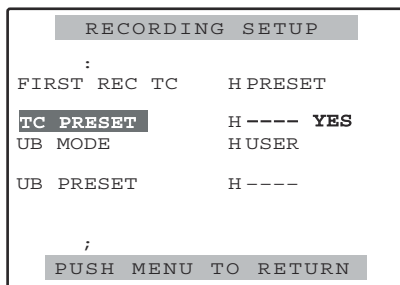 RECORDING SETUP
:
FIRST REC TC H PRESET
TC PRESET H ---- YES
UB MODE H USER
UB PRESET H ----
;
PUSH MENU TO RETURN